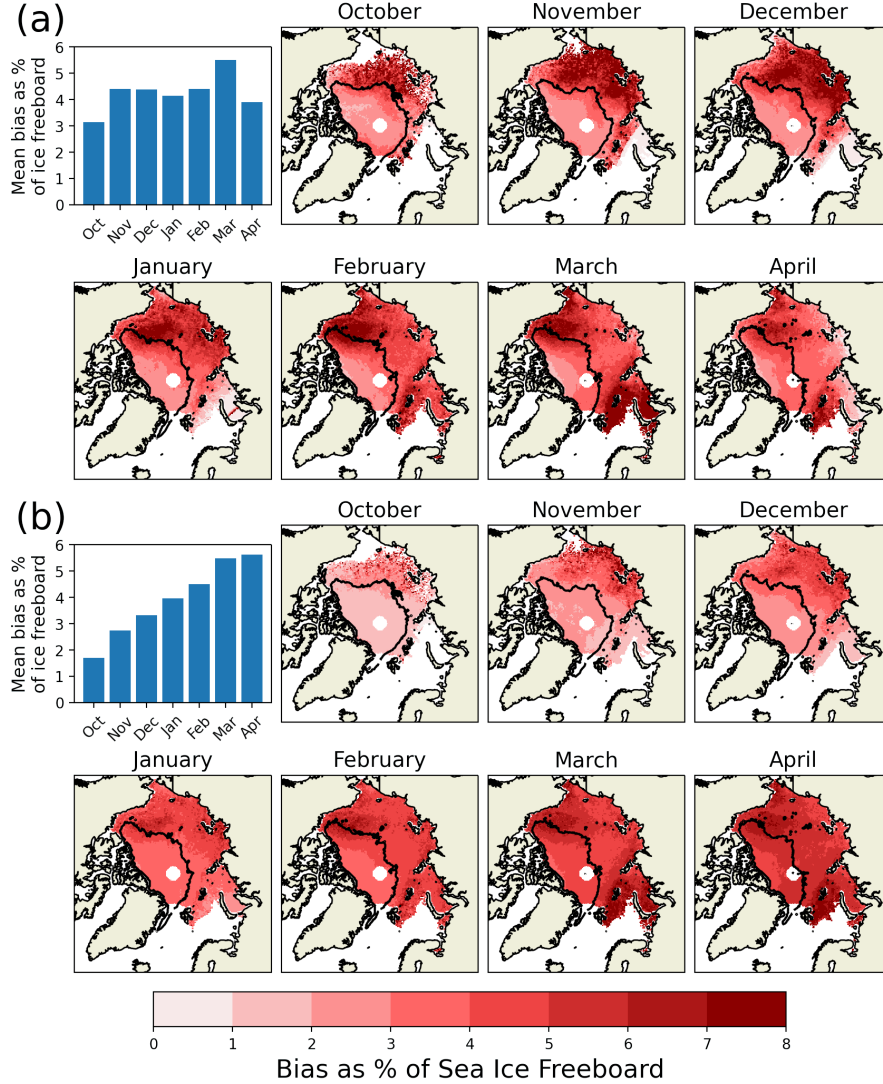 (a)
Mean bias as %
of ice freeboard
6
5
4
3
2
1
0
Oct
Nov
Dec
Jan
Feb
Mar
Apr
October
November
December
January
February
March
April
(b)
Mean bias as %
of ice freeboard
6
5
4
3
2
1
0
Oct
Nov
Dec
Jan
Feb
Mar
Apr
October
November
December
January
February
March
April
0 1 2 3 4 5 6 7 8
Bias as % of Sea Ice Freeboard